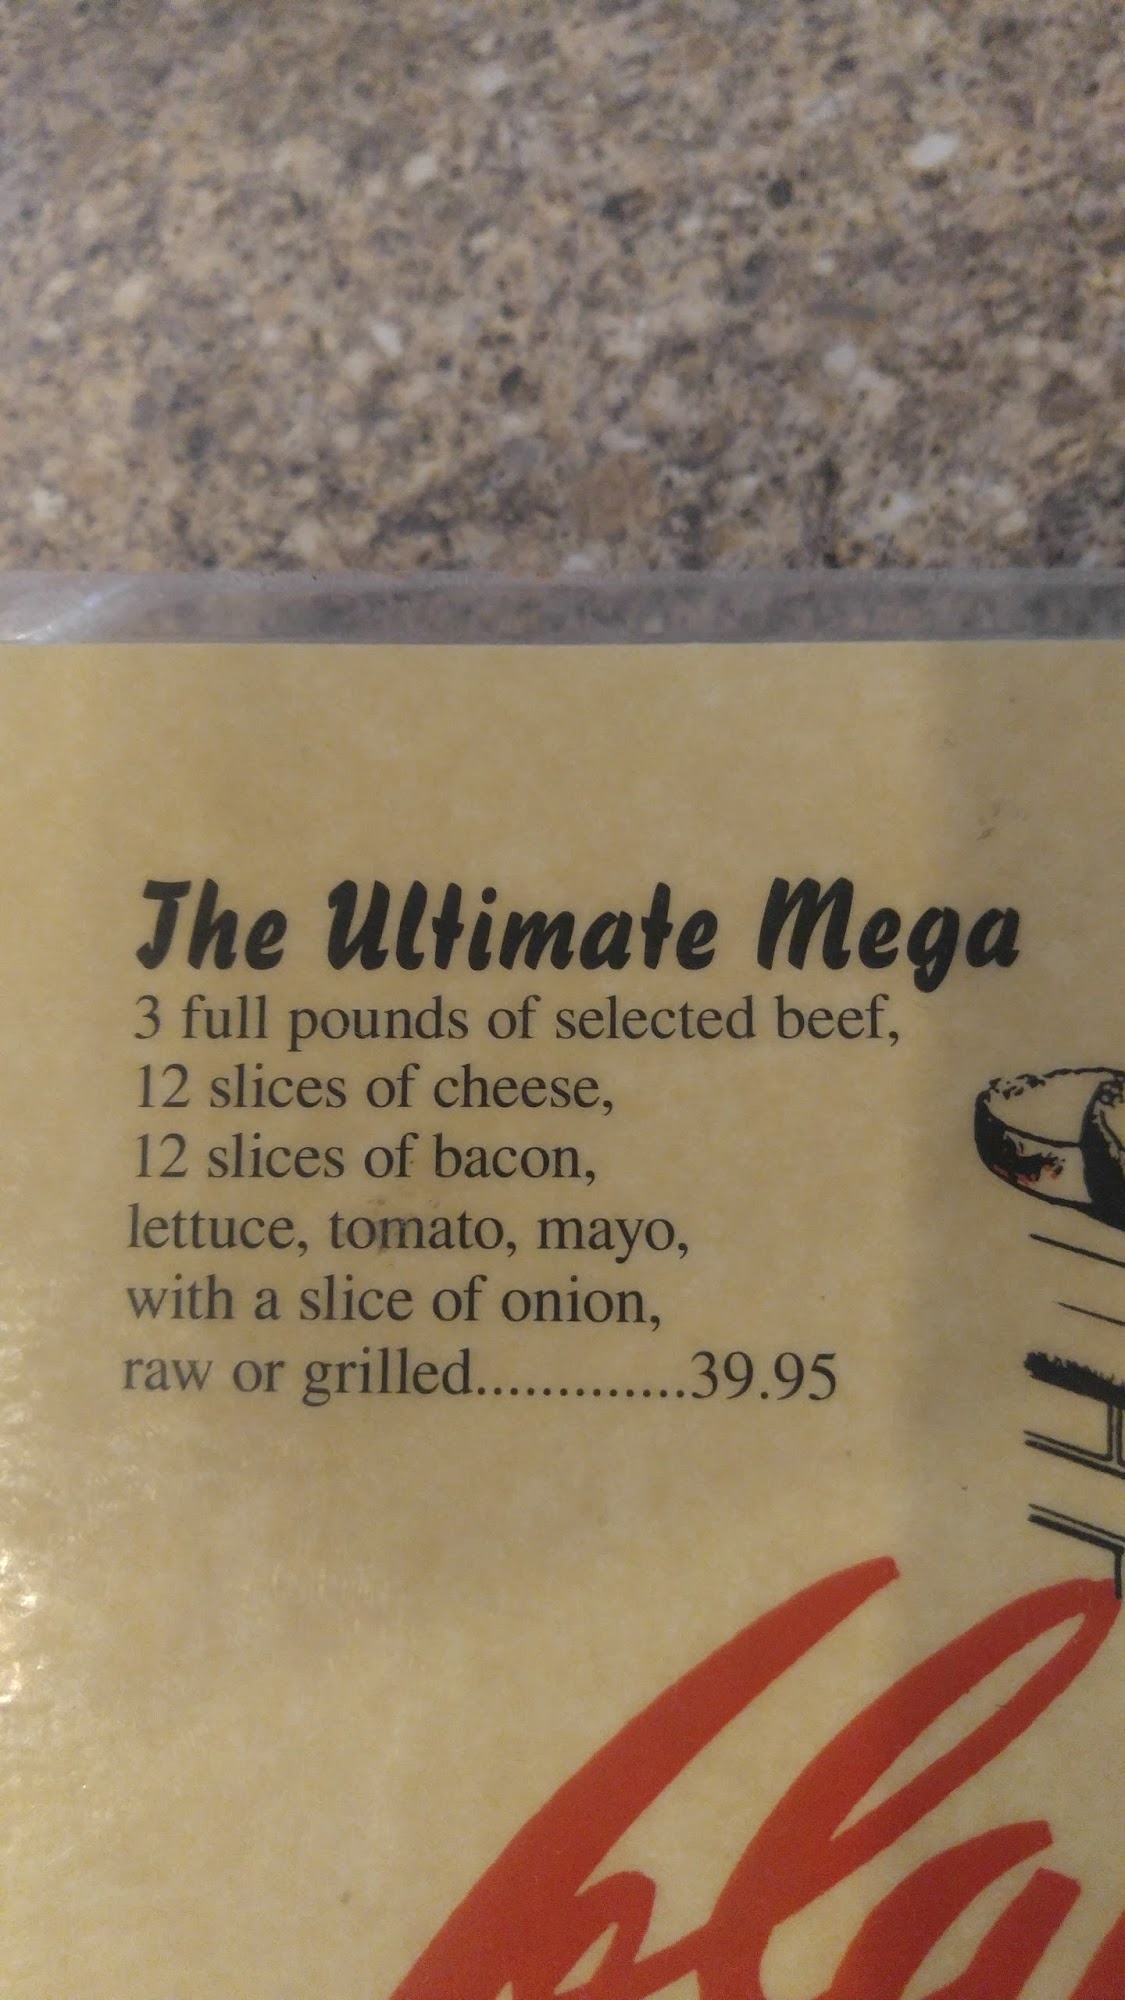 The Ultimate Mega
3 full pounds of selected beef,
12 slices of cheese,
12 slices of bacon,
lettuce, tomato, mayo,
with a slice of onion,
raw or grilled.............39.95